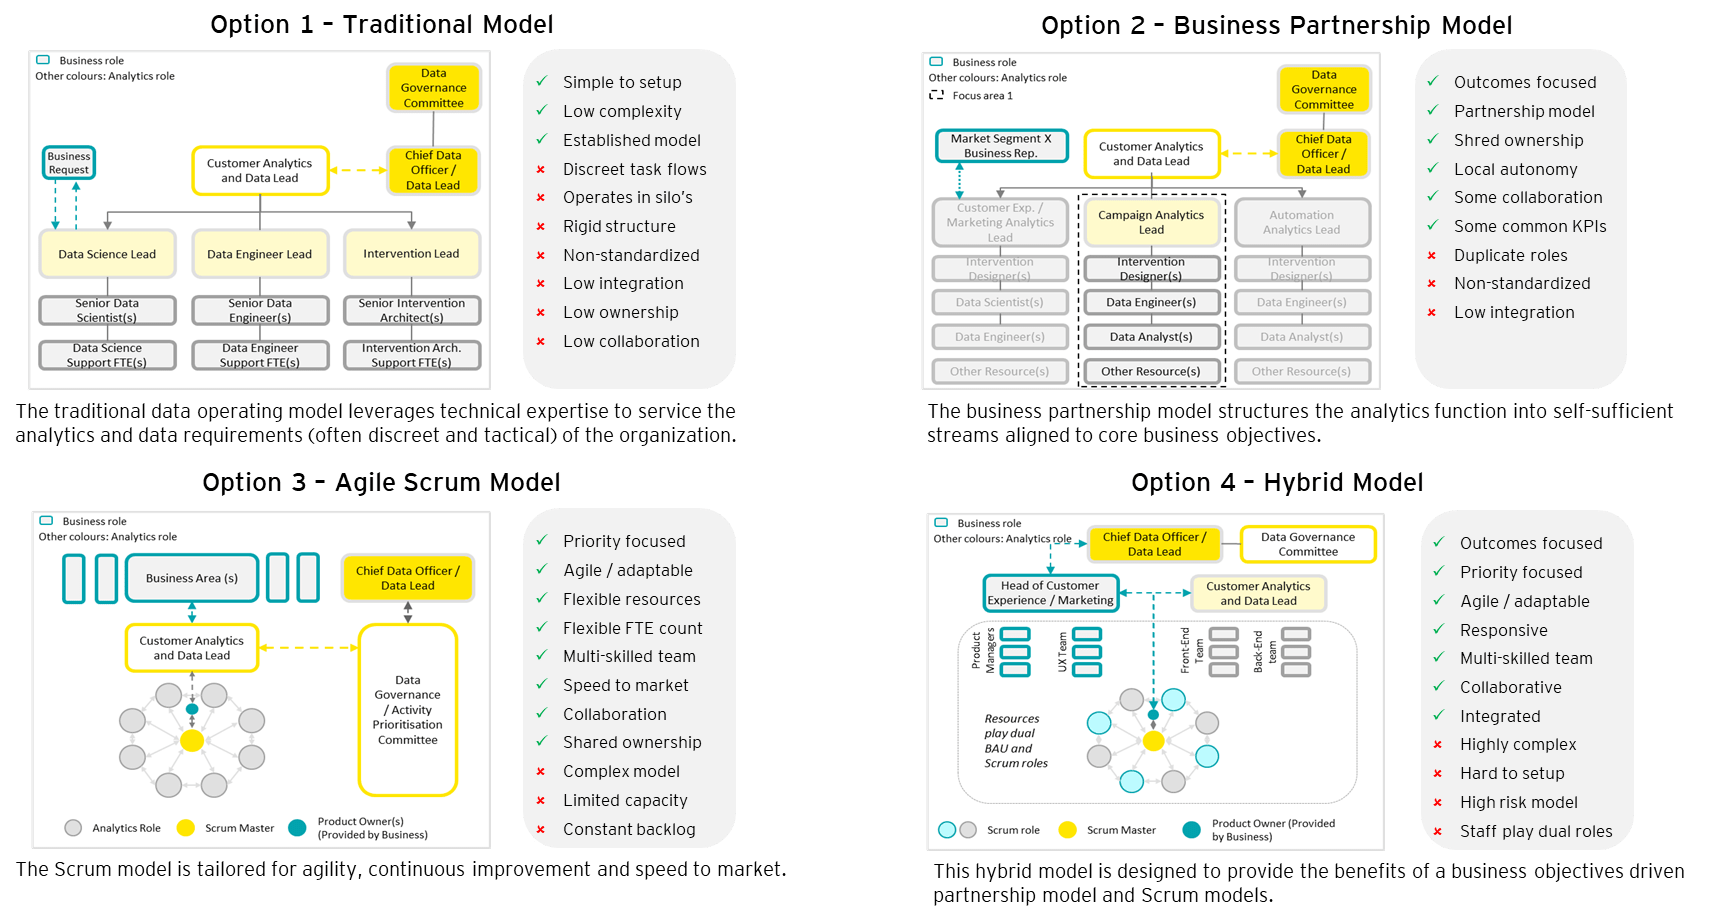 Option 1 – Traditional Model
Business role
Other colours: Analytics role
Data
Governance
Committee
Business
Request
Customer Analytics
and Data Lead
Chief Data
Officer /
Data Lead
Data Science Lead
Data Engineer Lead
Intervention Lead
Senior Data
Scientist(s)
Senior Data
Engineer(s)
Senior Intervention
Architect(s)
Data Science
Support FTE(s)
Data Engineer
Support FTE(s)
Intervention Arch.
Support FTE(s)
Simple to setup
Low complexity
Established model
Discreet task flows
Operates in silo's
Rigid structure
Non-standardized
Low integration
Low ownership
Low collaboration
The traditional data operating model leverages technical expertise to service the
analytics and data requirements (often discreet and tactical) of the organization.
Option 2 – Business Partnership Model
Business role
Other colours: Analytics role
Focus area 1
Data
Governance
Committee
Market Segment X
Business Rep.
Customer Analytics
and Data Lead
Chief Data
Officer /
Data Lead
Customer Exp. /
Marketing Analytics
Lead
Campaign Analytics
Lead
Automation
Analytics Lead
Intervention
Designer(s)
Intervention
Designer(s)
Intervention
Designer(s)
Data Scientist(s)
Data Engineer(s)
Data Engineer(s)
Data Engineer(s)
Data Analyst(s)
Data Analyst(s)
Other Resource(s)
Other Resource(s)
Other Resource(s)
Outcomes focused
Partnership model
Shred ownership
Local autonomy
Some collaboration
Some common KPIs
Duplicate roles
Non-standardized
Low integration
The business partnership model structures the analytics function into self-sufficient
streams aligned to core business objectives.
Option 3 – Agile Scrum Model
Business role
Other colours: Analytics role
Business Area (s)
Chief Data Officer /
Data Lead
Customer Analytics
and Data Lead
Data
Governance
/ Activity
Prioritisation
Committee
Analytics Role
Scrum Master
Product Owner(s)
(Provided by Business)
Priority focused
Agile / adaptable
Flexible resources
Flexible FTE count
Multi-skilled team
Speed to market
Collaboration
Shared ownership
Complex model
Limited capacity
Constant backlog
The Scrum model is tailored for agility, continuous improvement and speed to market.
Option 4 – Hybrid Model
Business role
Other colours: Analytics role
Chief Data Officer /
Data Lead
Data Governance
Committee
Head of Customer
Experience / Marketing
Customer Analytics
and Data Lead
Product
Managers
UX Team
Front-End
Team
Back-End
team
Resources
play dual
BAU and
Scrum roles
Scrum role
Scrum Master
Product Owner (Provided
by Business)
Outcomes focused
Priority focused
Agile / adaptable
Responsive
Multi-skilled team
Collaborative
Integrated
Highly complex
Hard to setup
High risk model
Staff play dual roles
This hybrid model is designed to provide the benefits of a business objectives driven
partnership model and Scrum models.